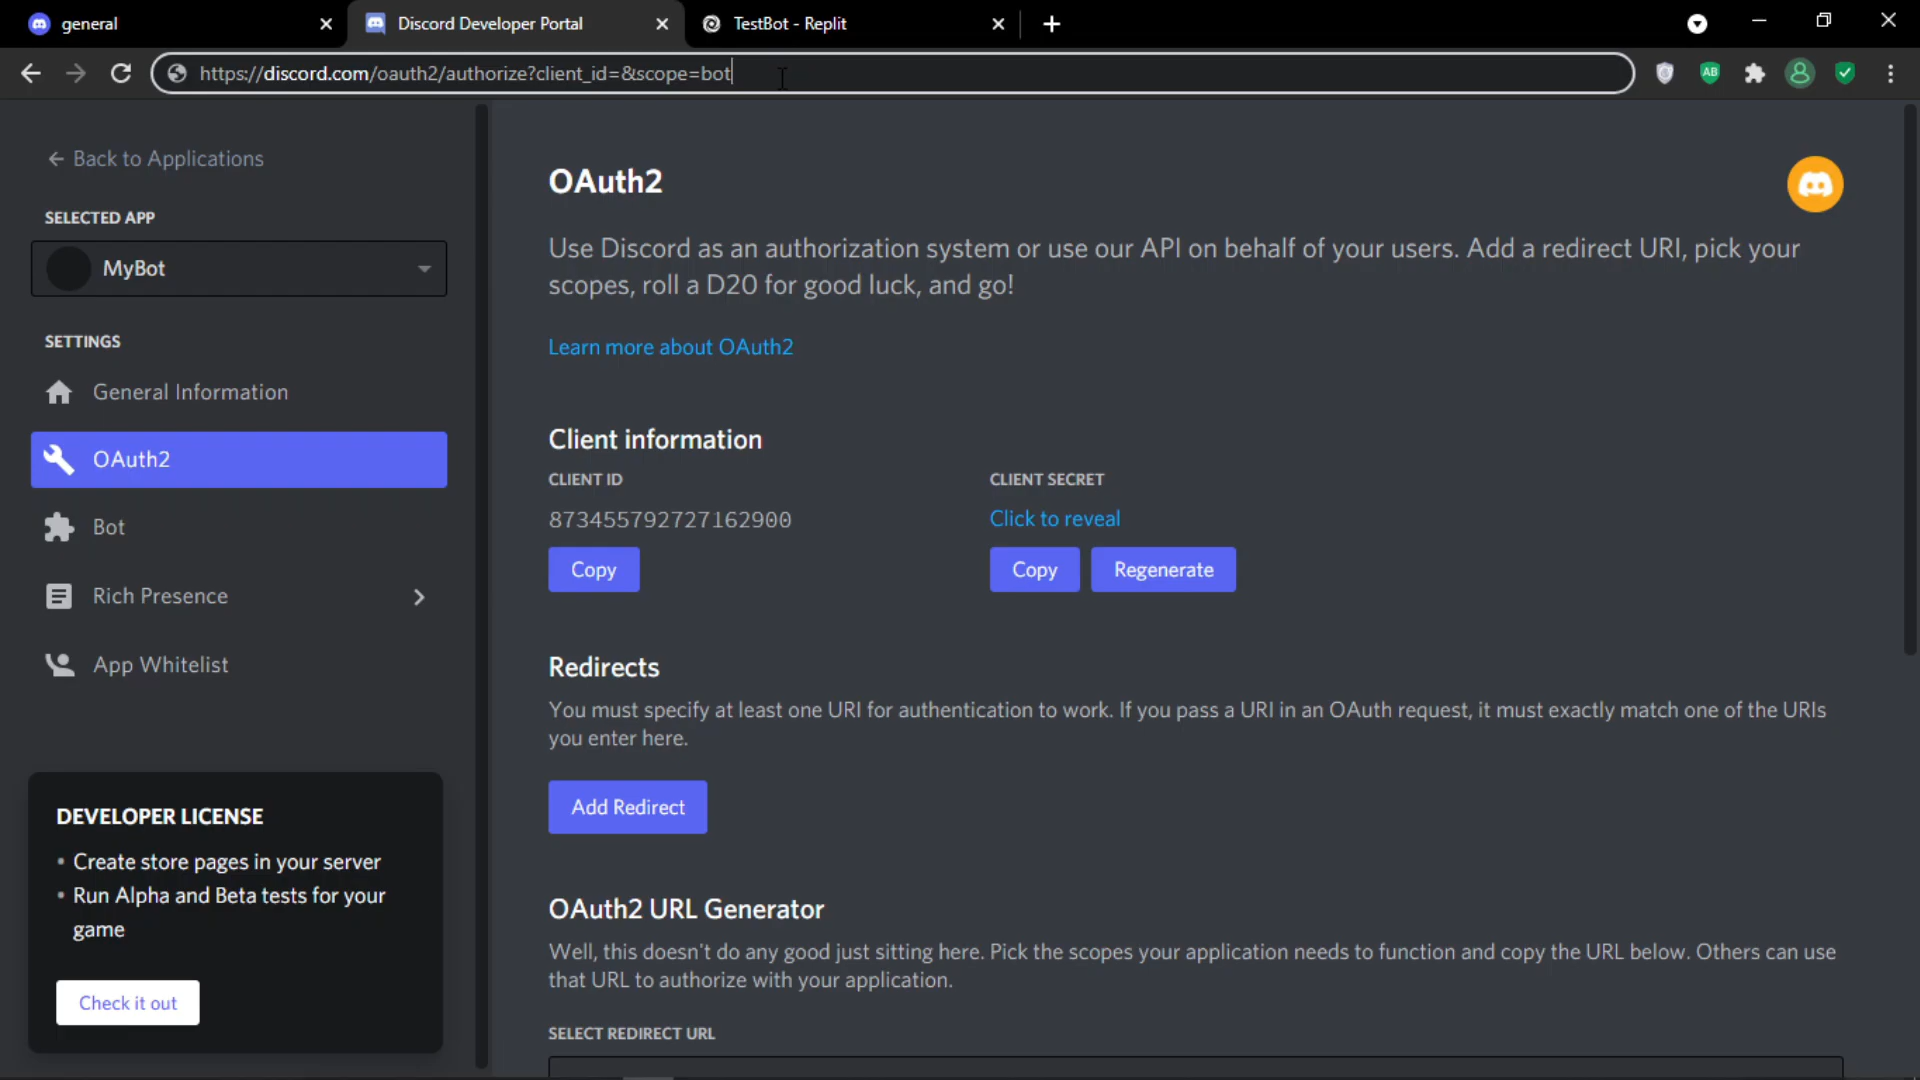 general
Discord Developer Portal
TestBot - Replit
https://discord.com/oauth2/authorize?client_id=&scope=bot
AB
Back to Applications
SELECTED APP
MyBot
SETTINGS
General Information
OAuth2
Bot
Rich Presence
App Whitelist
DEVELOPER LICENSE
• Create store pages in your server
• Run Alpha and Beta tests for your
game
Check it out
OAuth2
Use Discord as an authorization system or use our API on behalf of your users. Add a redirect URI, pick your
scopes, roll a D20 for good luck, and go!
Learn more about OAuth2
Client information
CLIENT ID
CLIENT SECRET
873455792727162900
Click to reveal
Copy
Copy
Regenerate
Redirects
You must specify at least one URI for authentication to work. If you pass a URI in an OAuth request, it must exactly match one of the URIs
you enter here.
Add Redirect
OAuth2 URL Generator
Well, this doesn't do any good just sitting here. Pick the scopes your application needs to function and copy the URL below. Others can use
that URL to authorize with your application.
SELECT REDIRECT URL